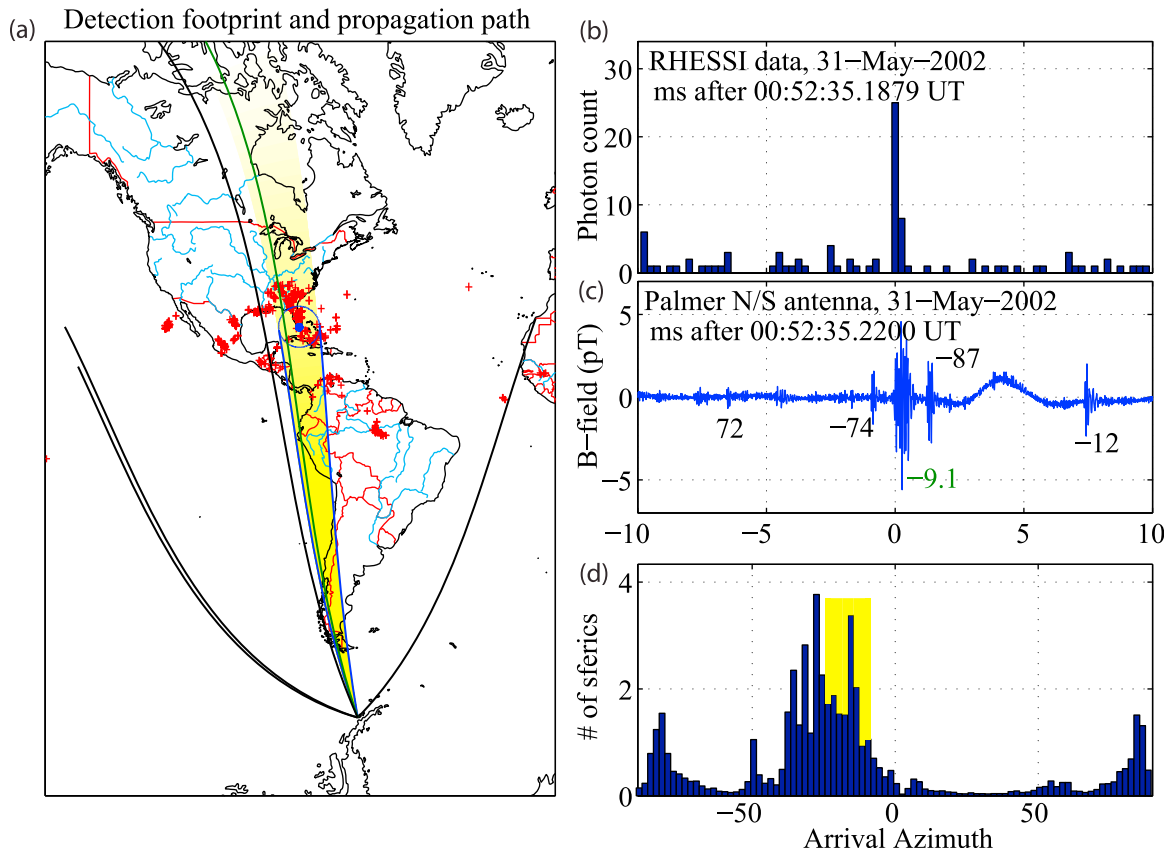 (a)
Detection footprint and propagation path
(b)
RHESSI data, 31−May−2002
ms after 00:52:35.1879 UT
Photon count
30
20
10
0
(c)
Palmer N/S antenna, 31−May−2002
ms after 00:52:35.2200 UT
B−field (pT)
5
0
−5
72
−74
−87
−9.1
−12
−10
−5
0
5
10
(d)
# of sferics
4
2
0
−50
0
50
Arrival Azimuth